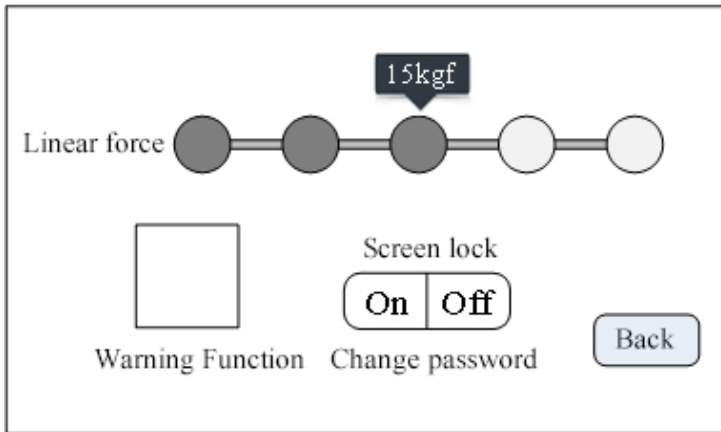 15kgf
Linear force
Screen lock
On Off
Back
Warning Function
Change password